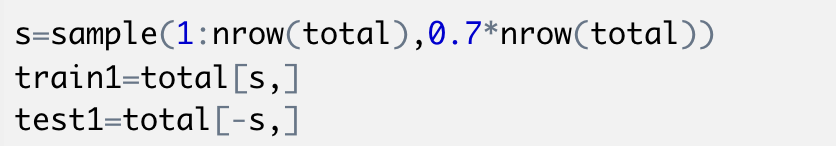 s=sample(1:nrow(total),0.7*nrow(total))
train1=total[s,]
test1=total[-s,]